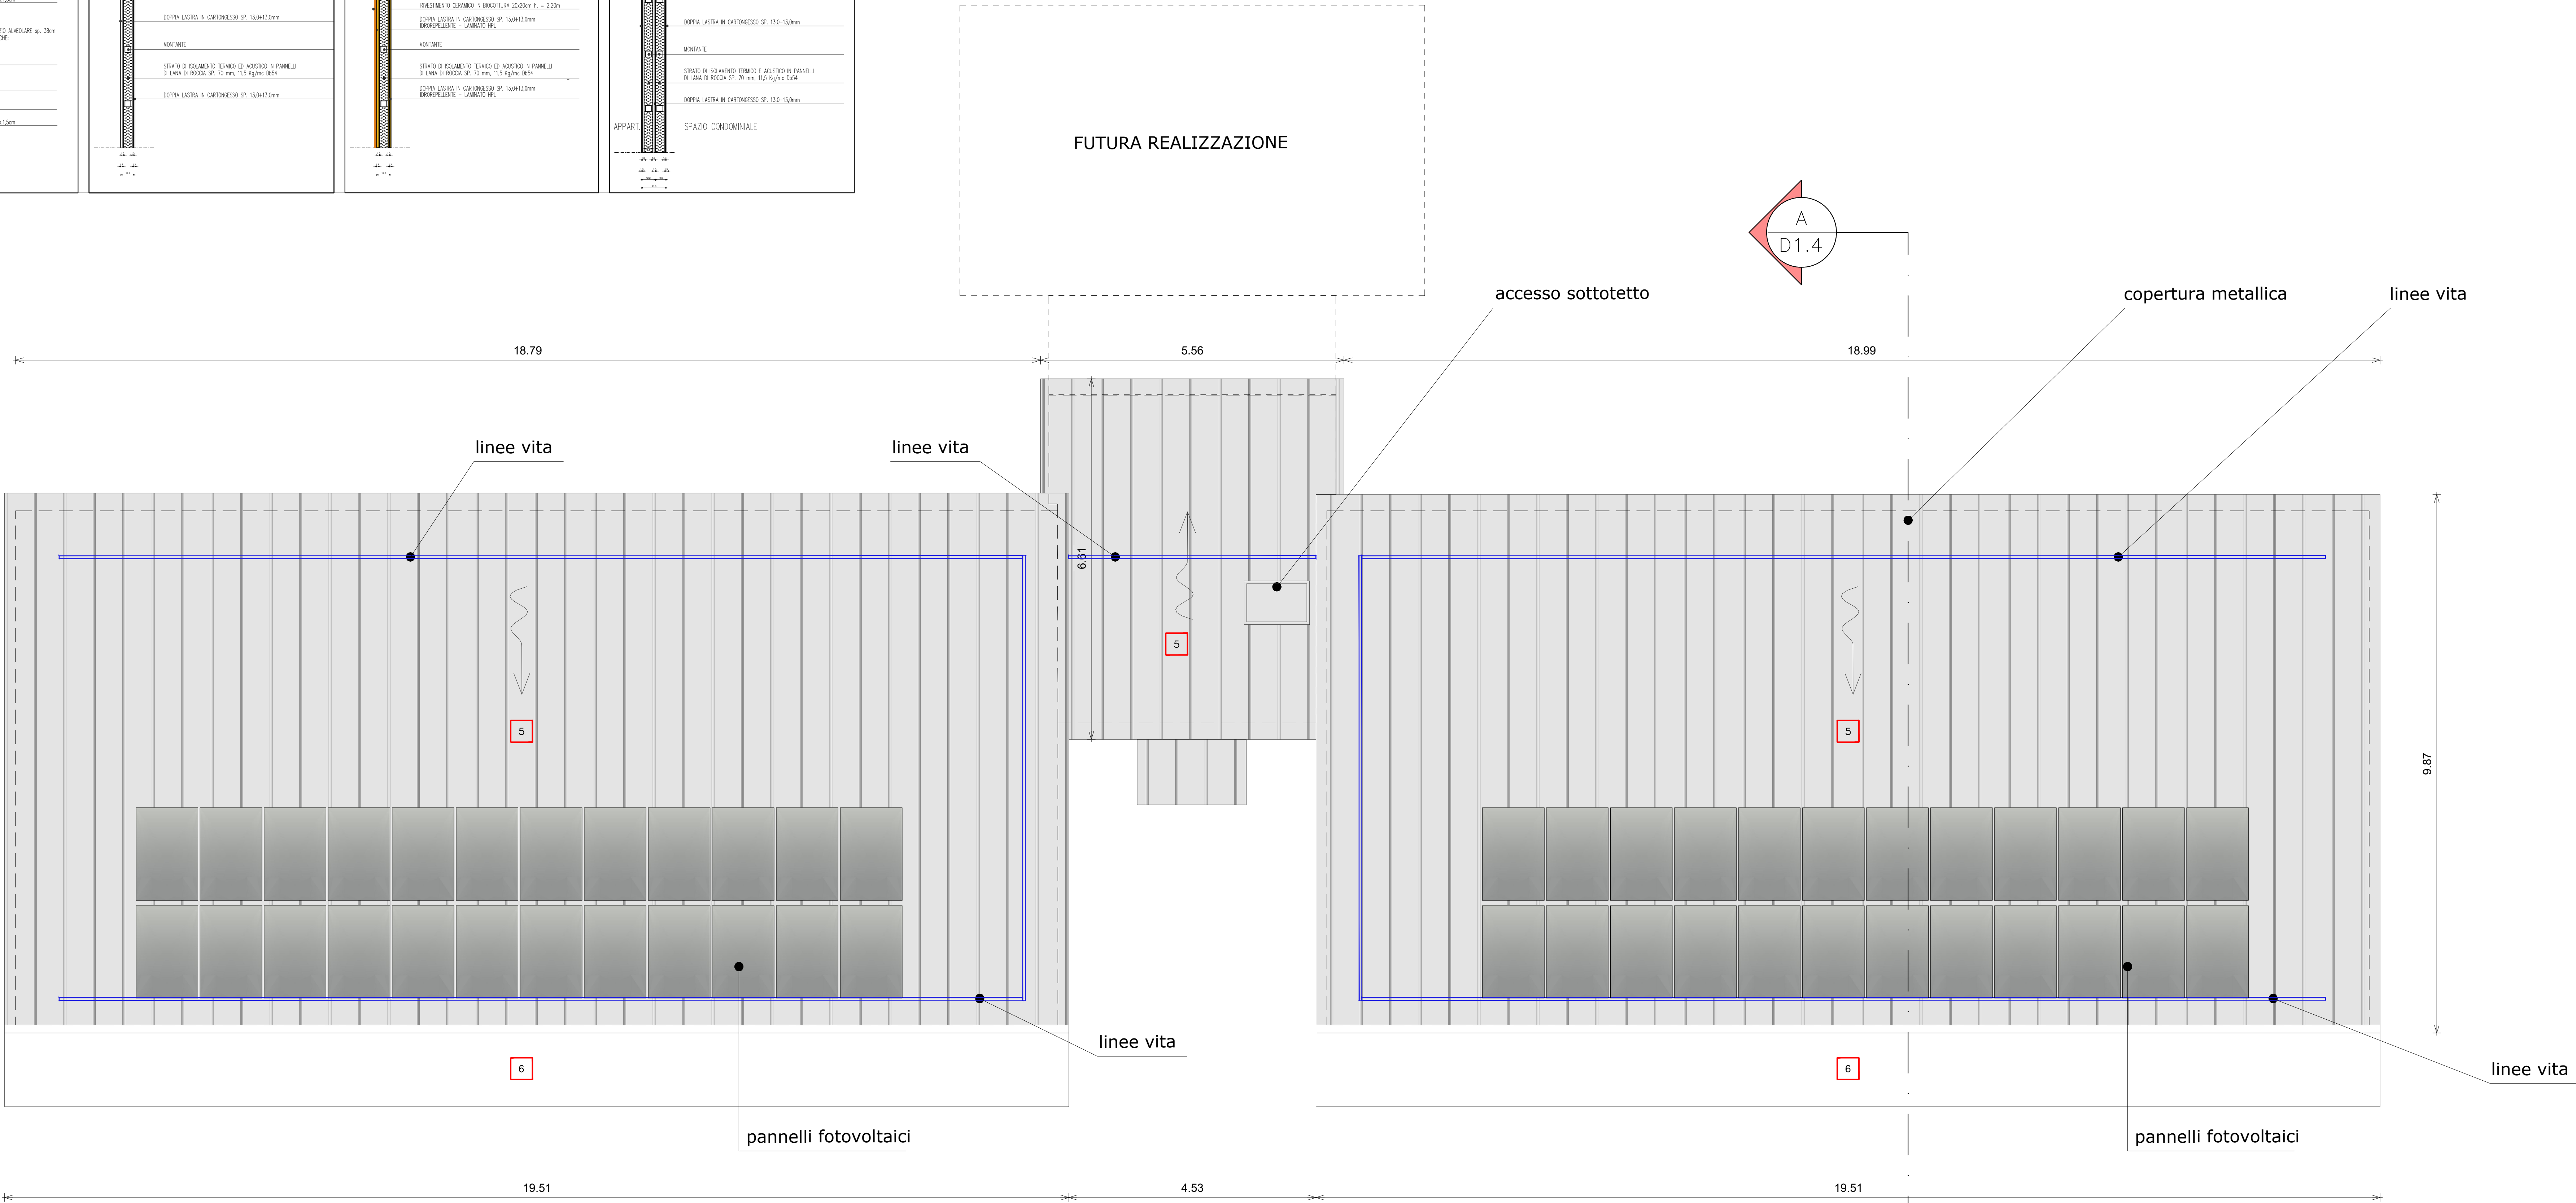 DOPPIA LASTRA IN CARTONGESSO SP. 13,0+13,0mm
MONTANTE
STRATO DI ISOLAMENTO TERMICO ED ACUSTICO IN PANNELLI
DI LANA DI ROCCIA SP. 70 mm, 11,5 Kg/mc Db54
DOPPIA LASTRA IN CARTONGESSO SP. 13,0+13,0mm
RIVESTIMENTO CERAMICO IN BIOCOTTURA 20x20cm h. = 2,20m
DOPPIA LASTRA IN CARTONGESSO SP. 13,0+13,0mm
IDROREPELLENTE - LAMINATO HPL
MONTANTE
STRATO DI ISOLAMENTO TERMICO ED ACUSTICO IN PANNELLI
DI LANA DI ROCCIA SP. 70 mm, 11,5 Kg/mc Db54
DOPPIA LASTRA IN CARTONGESSO SP. 13,0+13,0mm
IDROREPELLENTE - LAMINATO HPL
DOPPIA LASTRA IN CARTONGESSO SP. 13,0+13,0mm
MONTANTE
STRATO DI ISOLAMENTO TERMICO E ACUSTICO IN PANNELLI
DI LANA DI ROCCIA SP. 70 mm, 11,5 Kg/mc Db54
DOPPIA LASTRA IN CARTONGESSO SP. 13,0+13,0mm
APPART. SPAZIO CONDOMINIALE
ALVEOLARE sp. 38cm
1,5cm
FUTURA REALIZZAZIONE
A
D1.4
accesso sottotetto
copertura metallica
linee vita
18.79
5.56
18.99
linee vita
linee vita
6.61
5
5
5
9.87
linee vita
linee vita
6
6
pannelli fotovoltaici
pannelli fotovoltaici
19.51
4.53
19.51